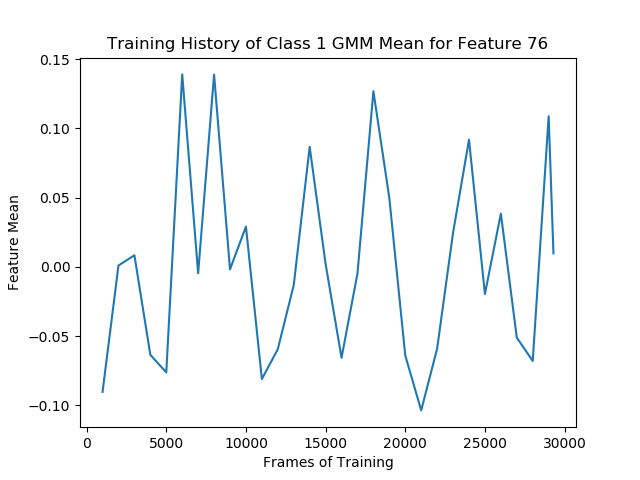 Training History of Class 1 GMM Mean for Feature 76
0.15
0.10
0.05
0.00
−0.05
−0.10
Feature Mean
0 5000 10000 15000 20000 25000 30000
Frames of Training